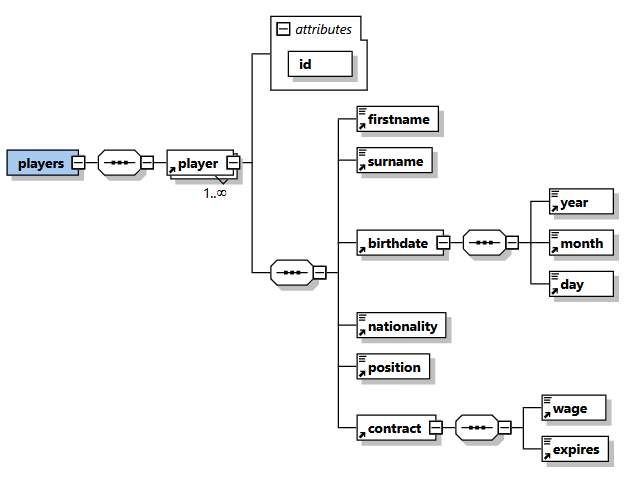 attributes
id
firstname
surname
players
player
1..∞
year
birthdate
month
day
nationality
position
wage
contract
expires